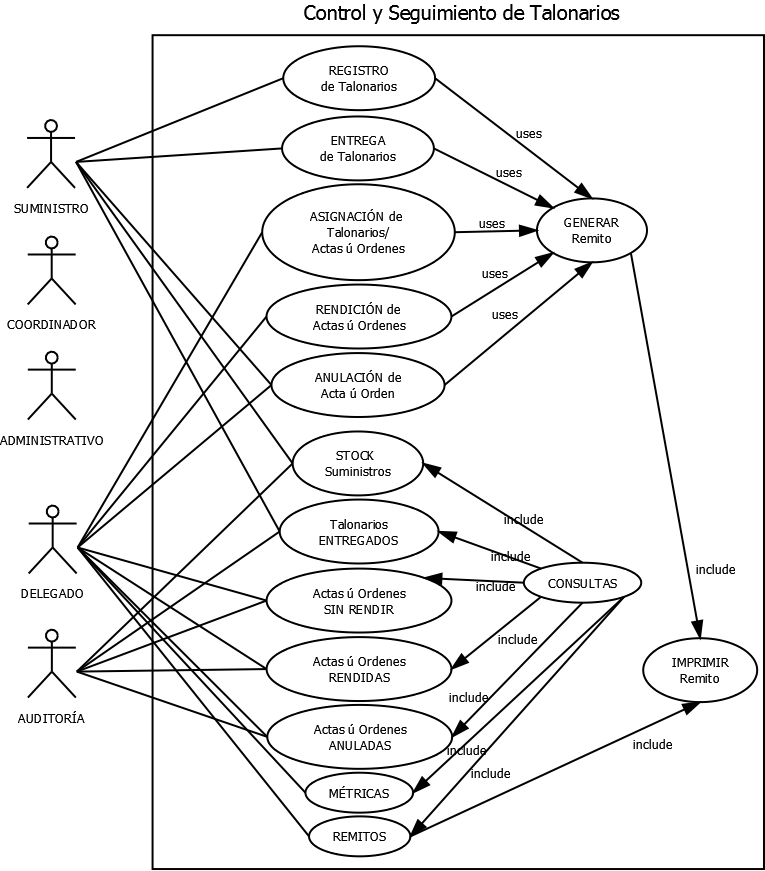 Control y Seguimiento de Talonarios
REGISTRO
de Talonarios
uses
ENTREGA
de Talonarios
uses
SUMINISTRO
ASIGNACIÓN de
Talonarios/
Actas ú Ordenes
uses
GENERAR
Remito
COORDINADOR
uses
RENDICIÓN de
Actas ú Ordenes
uses
ANULACIÓN de
Acta ú Orden
ADMINISTRATIVO
STOCK
Suministros
include
Talonarios
ENTREGADOS
include
DELEGADO
Actas ú Ordenes
SIN RENDIR
include
CONSULTAS
include
include
Actas ú Ordenes
RENDIDAS
IMPRIMIR
Remito
include
AUDITORÍA
Actas ú Ordenes
ANULADAS
include
include
include
MÉTRICAS
REMITOS